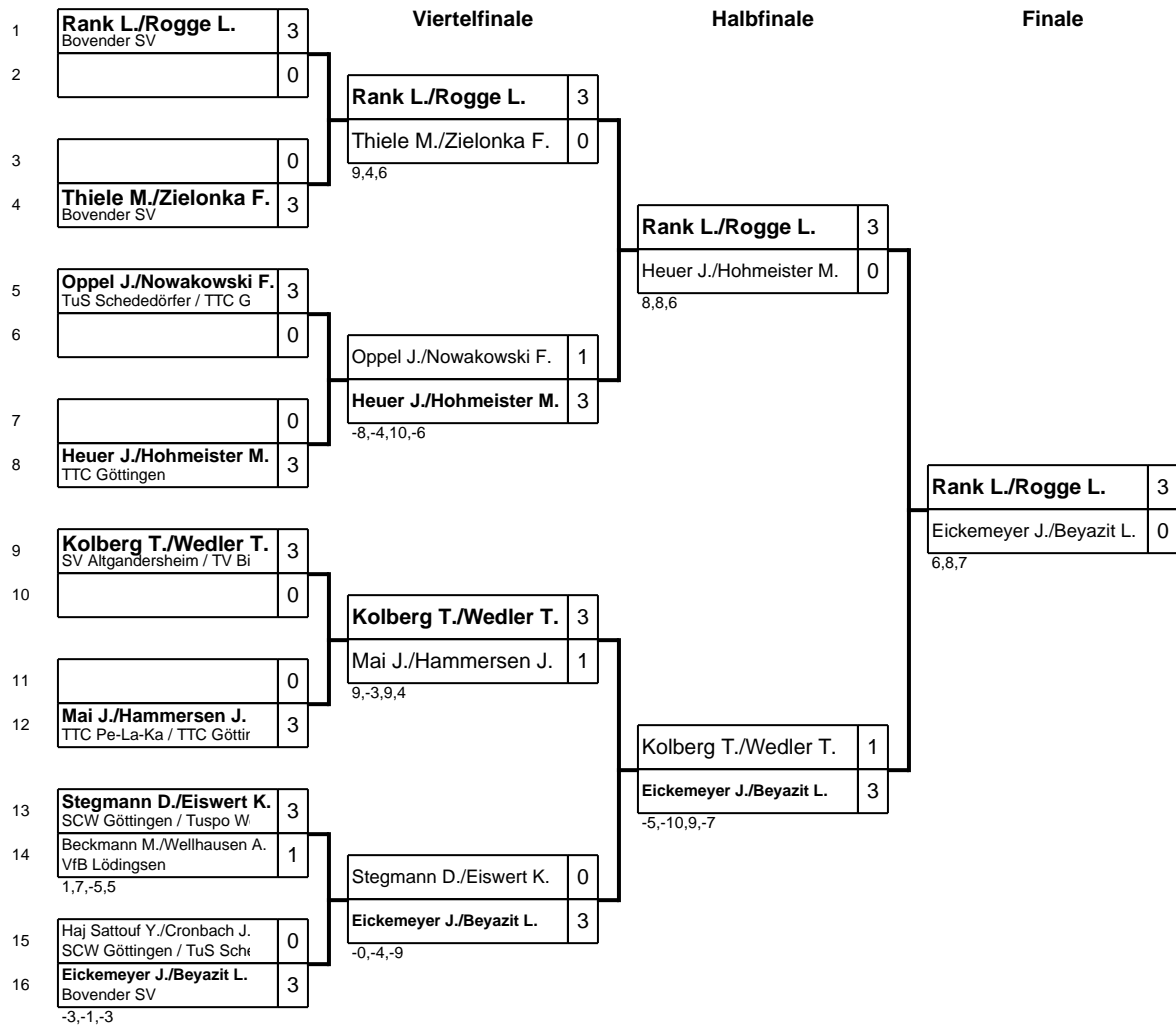 Viertelfinale
Halbfinale
Finale
1
Rank L./Rogge L.
3
Bovender SV
2
0
3
0
4
Thiele M./Zielonka F.
3
Bovender SV
5
Oppel J./Nowakowski F.
3
TuS Schededörfer / TTC G
6
0
7
0
8
Heuer J./Hohmeister M.
3
TTC Göttingen
9
Kolberg T./Wedler T.
3
SV Altgandersheim / TV Bi
10
0
11
0
12
Mai J./Hammersen J.
3
TTC Pe-La-Ka / TTC Göttin
13
Stegmann D./Eiswert K.
3
SCW Göttingen / Tuspo W
14
Beckmann M./Wellhausen A.
1
VfB Lödingsen
1,7,-5,5
15
Haj Sattouf Y./Cronbach J.
0
SCW Göttingen / TuS Sche
16
Eickemeyer J./Beyazit L.
3
Bovender SV
-3,-1,-3
Rank L./Rogge L. 3
Thiele M./Zielonka F. 0
9,4,6
Oppel J./Nowakowski F. 1
Heuer J./Hohmeister M. 3
-8,-4,10,-6
Kolberg T./Wedler T. 3
Mai J./Hammersen J. 1
9,-3,9,4
Stegmann D./Eiswert K. 0
Eickemeyer J./Beyazit L. 3
-0,-4,-9
Rank L./Rogge L. 3
Heuer J./Hohmeister M. 0
8,8,6
Kolberg T./Wedler T. 1
Eickemeyer J./Beyazit L. 3
-5,-10,9,-7
Rank L./Rogge L. 3
Eickemeyer J./Beyazit L. 0
6,8,7